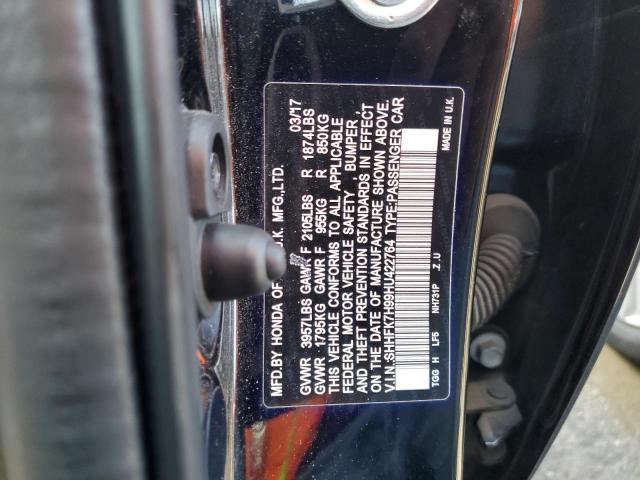 MFD.BY HONDA OF U.K. MFG.,LTD. 03/17
GVWR 3957LBS GAWR F 2105LBS R 1874LBS
GVWR 1795KG GAWR F 955KG R 850KG
THIS VEHICLE CONFORMS TO ALL APPLICABLE
FEDERAL MOTOR VEHICLE SAFETY , BUMPER ,
AND THEFT PREVENTION STANDARDS IN EFFECT
ON THE DATE OF MANUFACTURE SHOWN ABOVE.
V.I.N.:SHHFK7H99HU422764 TYPE:PASSENGER CAR
TGG H LF5 NH731P .Z .U MADE IN U.K.